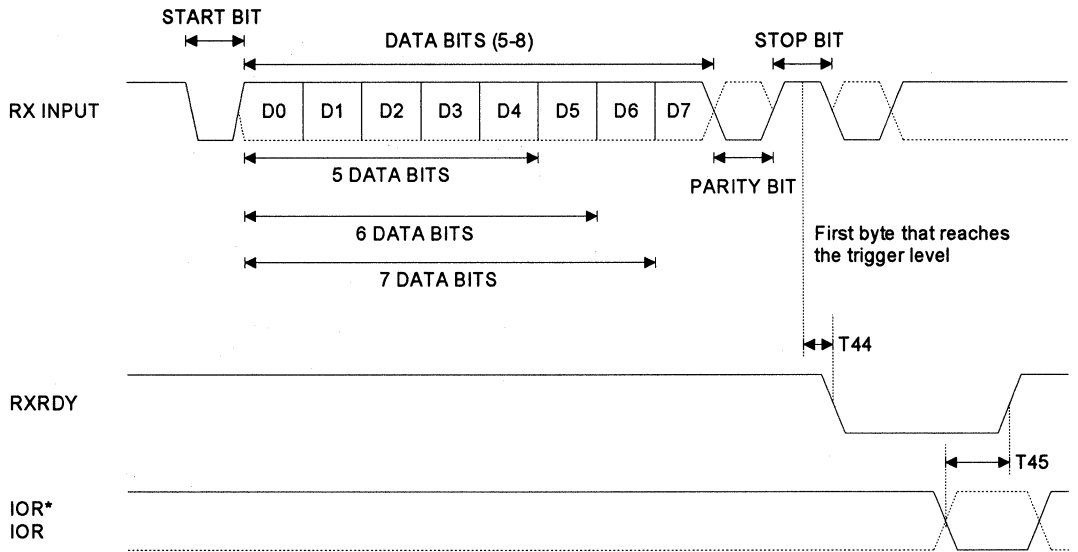 START BIT
DATA BITS (5-8)
STOP BIT
RX INPUT
D0 D1 D2 D3 D4 D5 D6 D7
5 DATA BITS
PARITY BIT
6 DATA BITS
7 DATA BITS
First byte that reaches
the trigger level
T44
RXRDY
T45
IOR*
IOR